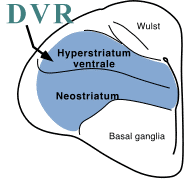 DVR
Wulst
Hyperstriatum
ventrale
Neostriatum
Basal ganglia